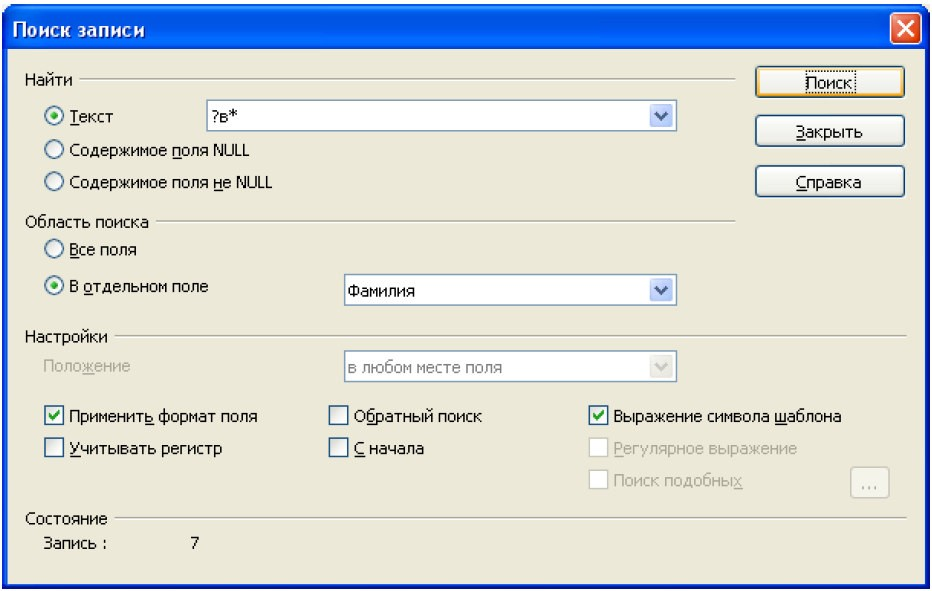 Поиск записи
Найти
Поиск
Текст ?в*
Закрыть
Содержимое поля NULL
Содержимое поля не NULL
Справка
Область поиска
Все поля
В отдельном поле Фамилия
Настройки
Положение в любом месте поля
Применить формат поля Обратный поиск Выражение символа шаблона
Учитывать регистр С начала Регулярное выражение
Поиск подобных ...
Состояние
Запись : 7